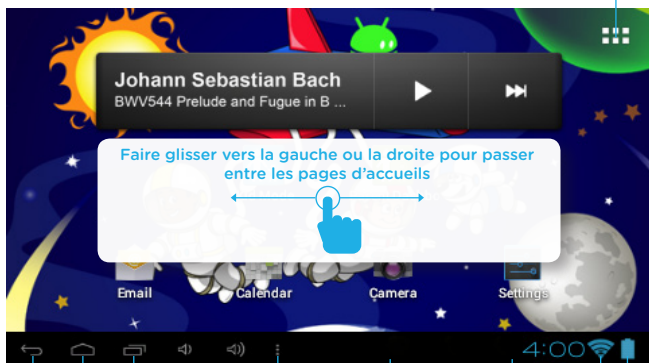 Johann Sebastian Bach
BWV544 Prelude and Fugue in B ...
Faire glisser vers la gauche ou la droite pour passer
entre les pages d'accueils
Email Calendar Camera Settings
4:00